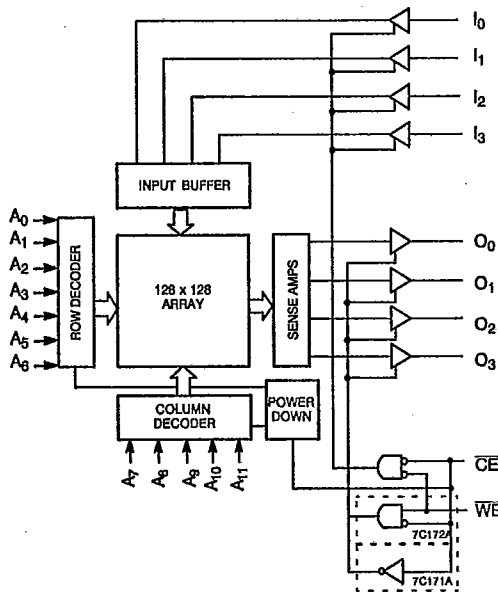 I0
I1
I2
I3
INPUT BUFFER
A0
A1
A2
A3
A4
A5
A6
ROW DECODER
128 x 128
ARRAY
SENSE AMPS
O0
O1
O2
O3
COLUMN
DECODER
POWER
DOWN
A7
A8
A9
A10
A11
CE
WE
7C172A
7C171A